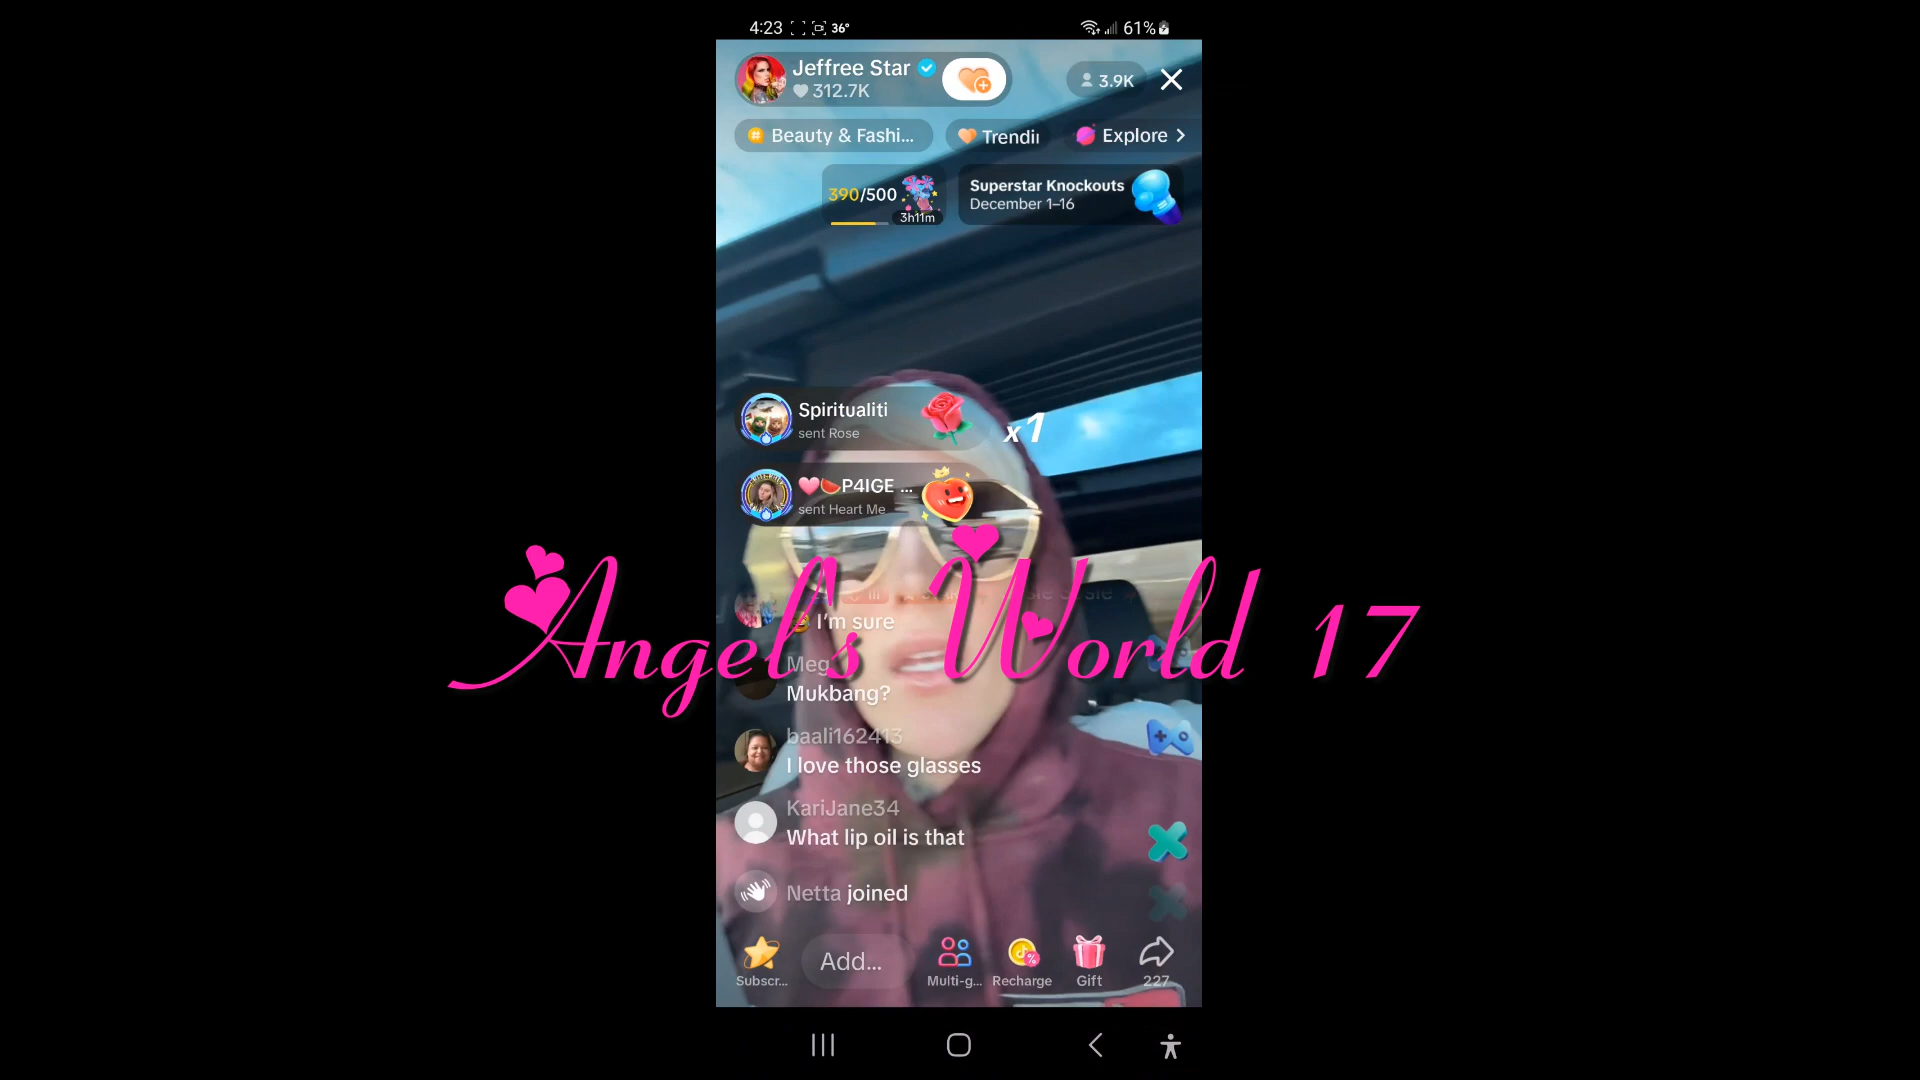 4:23 36° 61%
Jeffree Star
312.7K
3.9K
Beauty & Fashi...
Trendi
Explore
390/500
3h11m
Superstar Knockouts
December 1–16
Spiritualiti
sent Rose
x1
P4IGE ...
sent Heart Me
I'm sure
Angel's World 17
Meg
Mukbang?
baali162413
I love those glasses
KariJane34
What lip oil is that
Netta joined
Add...
Subscr...
Multi-g...
Recharge
Gift
227